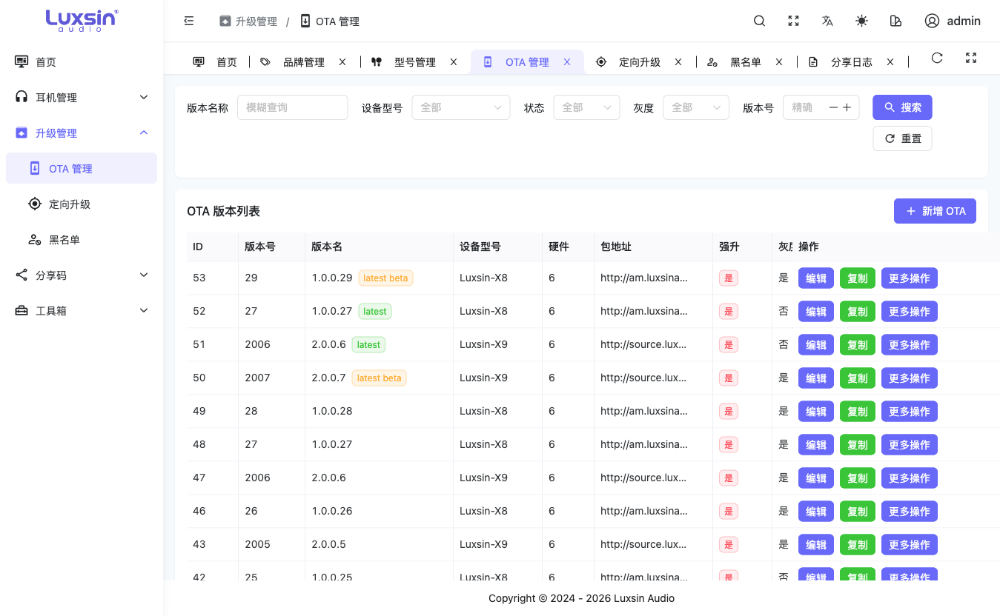 Luxsin®
audio
升级管理 / OTA 管理
admin
首页
耳机管理
升级管理
OTA 管理
定向升级
黑名单
分享码
工具箱
首页 品牌管理 型号管理 OTA 管理 定向升级 黑名单 分享日志
版本名称 模糊查询 设备型号 全部 状态 全部 灰度 全部 版本号 精确 搜索
重置
OTA 版本列表 新增 OTA
ID 版本号 版本名 设备型号 硬件 包地址 强升 操作
53 29 1.0.0.29 latest beta Luxsin-X8 6 http://am.luxsina... 是 是 编辑 复制 更多操作
52 27 1.0.0.27 latest Luxsin-X8 6 http://am.luxsina... 是 否 编辑 复制 更多操作
51 2006 2.0.0.6 latest Luxsin-X9 6 http://source.lux... 是 否 编辑 复制 更多操作
50 2007 2.0.0.7 latest beta Luxsin-X9 6 http://source.lux... 是 是 编辑 复制 更多操作
49 28 1.0.0.28 Luxsin-X8 6 http://am.luxsina... 是 是 编辑 复制 更多操作
48 27 1.0.0.27 Luxsin-X8 6 http://am.luxsina... 是 是 编辑 复制 更多操作
47 2006 2.0.0.6 Luxsin-X9 6 http://source.lux... 是 是 编辑 复制 更多操作
46 26 1.0.0.26 Luxsin-X8 6 http://am.luxsina... 是 是 编辑 复制 更多操作
43 2005 2.0.0.5 Luxsin-X9 6 http://source.lux... 是 是 编辑 复制 更多操作
42 25 1.0.0.25 Luxsin-X8 6 http://am.luxsina... 是 否 编辑 复制 更多操作
Copyright © 2024 - 2026 Luxsin Audio